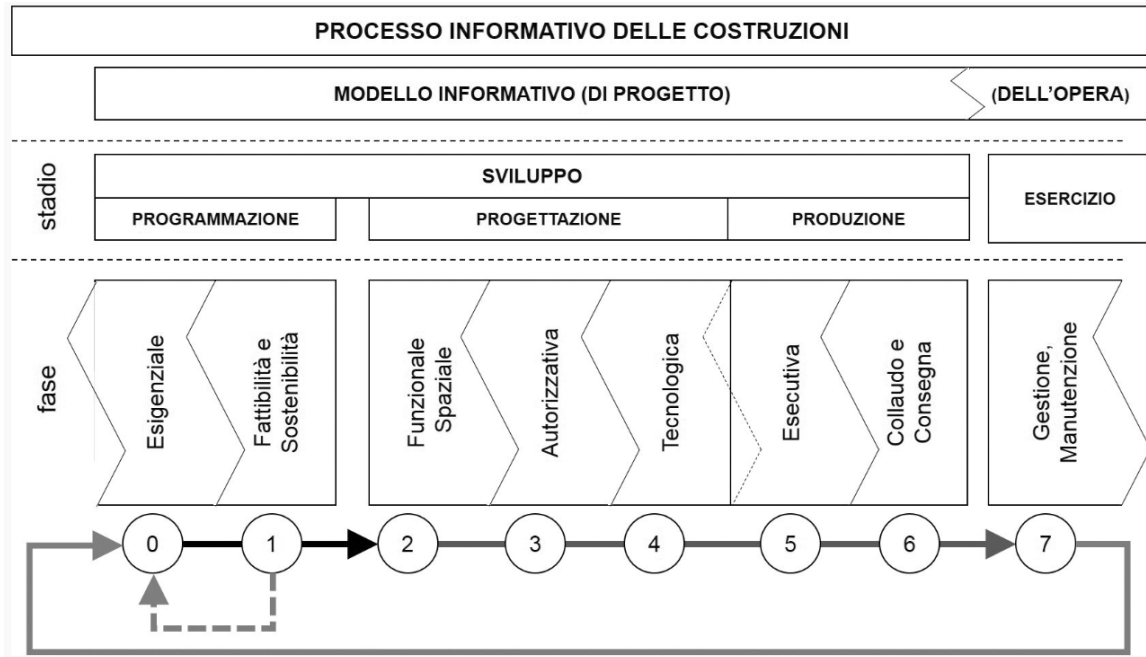 PROCESSO INFORMATIVO DELLE COSTRUZIONI
MODELLO INFORMATIVO (DI PROGETTO)
(DELL'OPERA)
stadio
SVILUPPO
ESERCIZIO
PROGRAMMAZIONE
PROGETTAZIONE
PRODUZIONE
fase
Esigenziale
Fattibilità e
Sostenibilità
Funzionale
Spaziale
Autorizzativa
Tecnologica
Esecutiva
Collaudo e
Consegna
Gestione,
Manutenzione
0
1
2
3
4
5
6
7